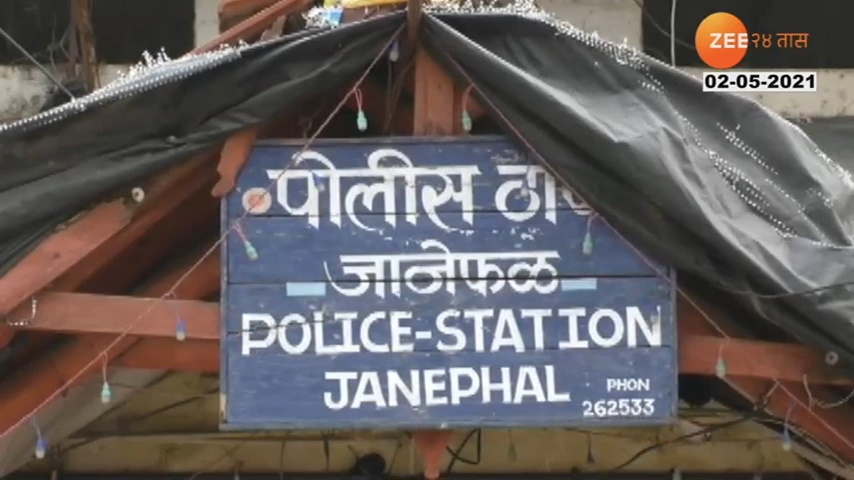 ZEE २४ तास
02-05-2021
पोलीस
जानेफळ
POLICE-STATION
JANEPHAL
PHON
262533